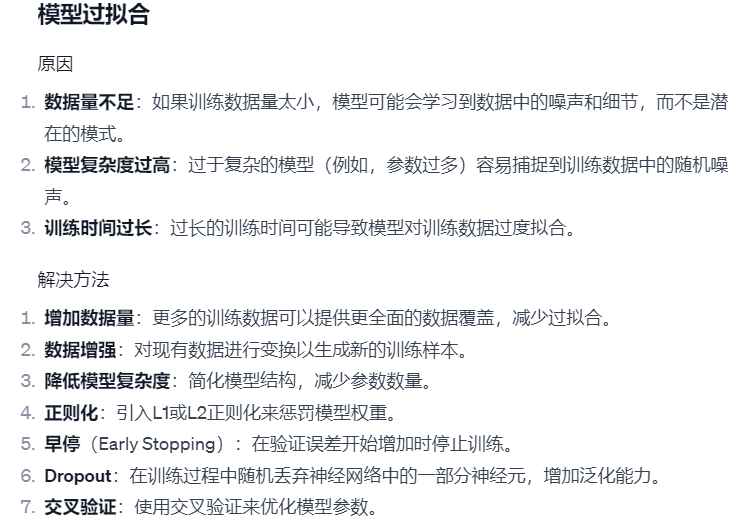 模型过拟合
原因
1. 数据量不足：如果训练数据量太小，模型可能会学习到数据中的噪声和细节，而不是潜
在的模式。
2. 模型复杂度过高：过于复杂的模型（例如，参数过多）容易捕捉到训练数据中的随机噪
声。
3. 训练时间过长：过长的训练时间可能导致模型对训练数据过度拟合。
解决方法
1. 增加数据量：更多的训练数据可以提供更全面的数据覆盖，减少过拟合。
2. 数据增强：对现有数据进行变换以生成新的训练样本。
3. 降低模型复杂度：简化模型结构，减少参数数量。
4. 正则化：引入L1或L2正则化来惩罚模型权重。
5. 早停（Early Stopping）：在验证误差开始增加时停止训练。
6. Dropout：在训练过程中随机丢弃神经网络中的一部分神经元，增加泛化能力。
7. 交叉验证：使用交叉验证来优化模型参数。